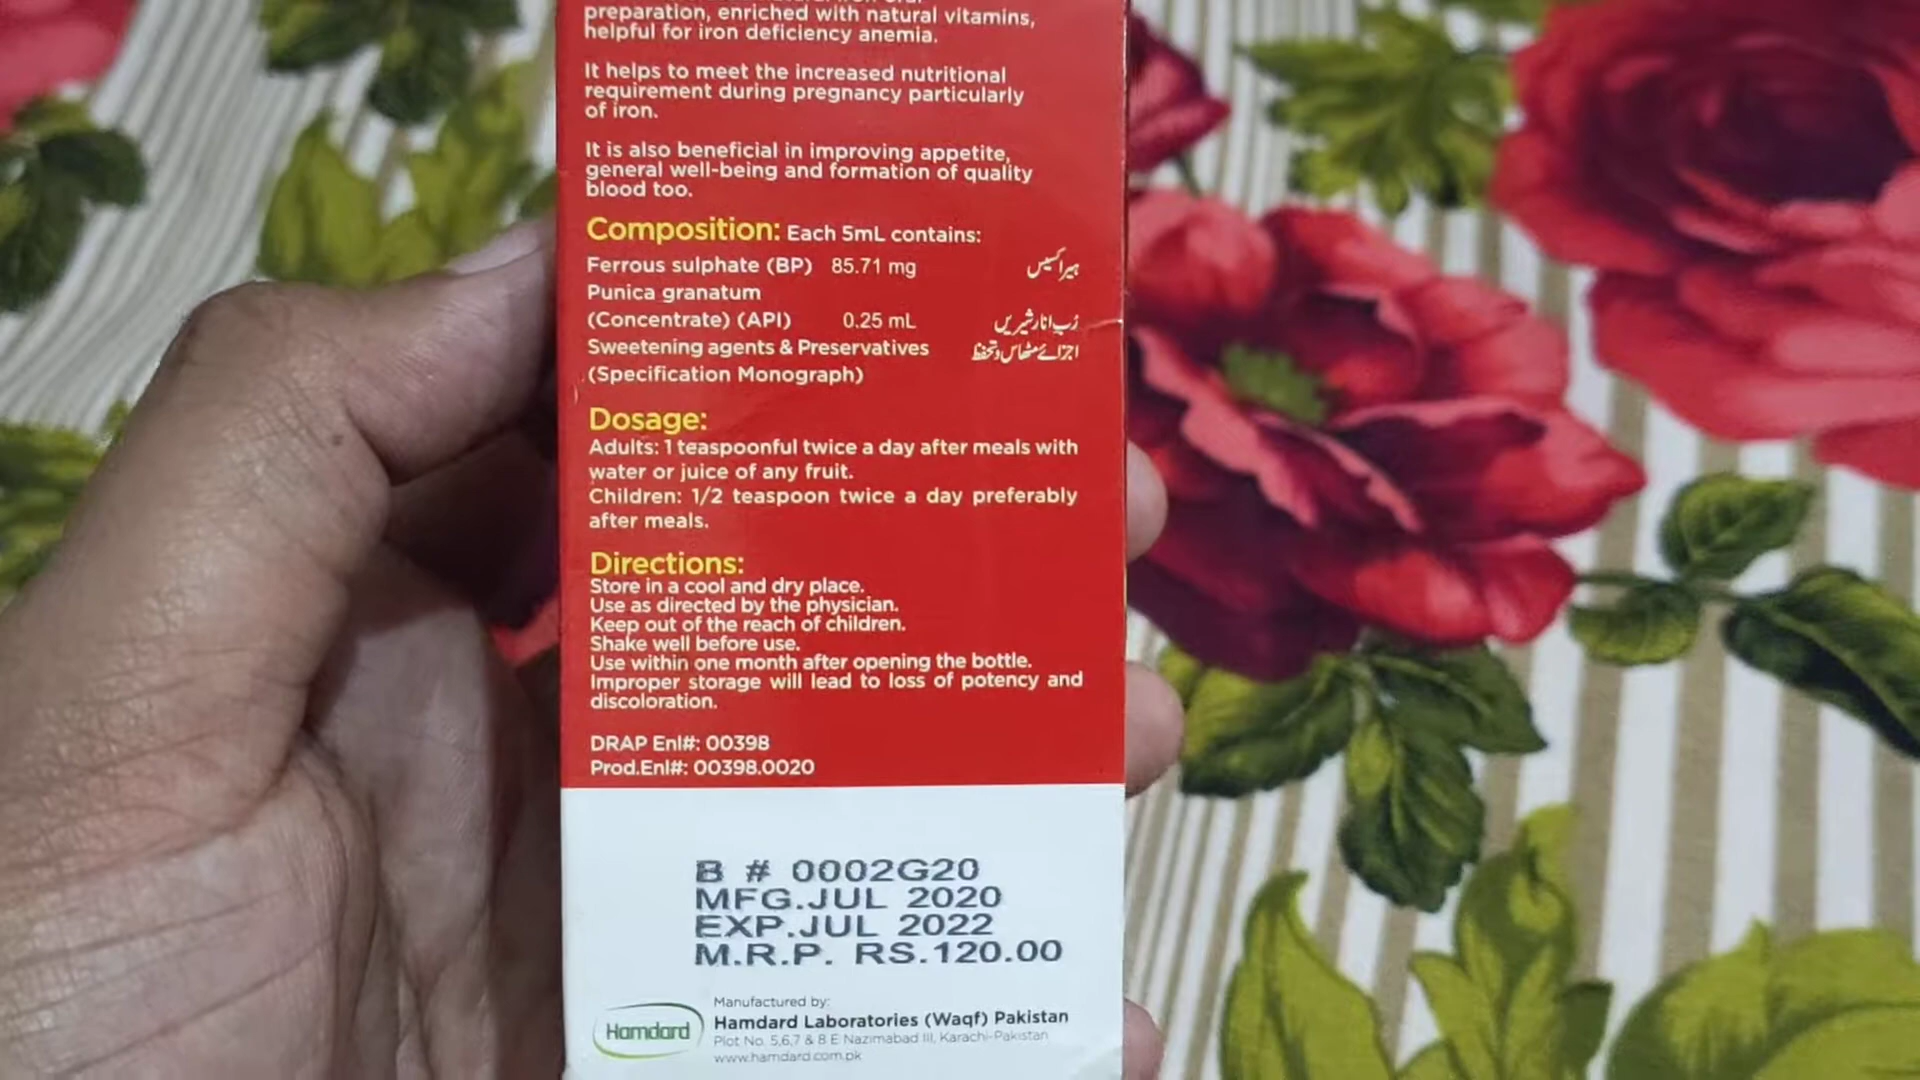 preparation, enriched with natural vitamins,
helpful for iron deficiency anemia.
It helps to meet the increased nutritional
requirement during pregnancy particularly
of iron.
It is also beneficial in improving appetite,
general well-being and formation of quality
blood too.
Composition: Each 5mL contains:
Ferrous sulphate (BP) 85.71 mg ہیراکسیس
Punica granatum
(Concentrate) (API) 0.25 mL رُبِ انار شیریں
Sweetening agents & Preservatives اجزائے مٹھاس و تحفظ
(Specification Monograph)
Dosage:
Adults: 1 teaspoonful twice a day after meals with
water or juice of any fruit.
Children: 1/2 teaspoon twice a day preferably
after meals.
Directions:
Store in a cool and dry place.
Use as directed by the physician.
Keep out of the reach of children.
Shake well before use.
Use within one month after opening the bottle.
Improper storage will lead to loss of potency and
discoloration.
DRAP Enl#: 00398
Prod.Enl#: 00398.0020
B # 0002G20
MFG.JUL 2020
EXP.JUL 2022
M.R.P. RS.120.00
Manufactured by:
Hamdard Hamdard Laboratories (Waqf) Pakistan
Plot No. 5,6,7 & 8 E Nazimabad III, Karachi-Pakistan
www.hamdard.com.pk